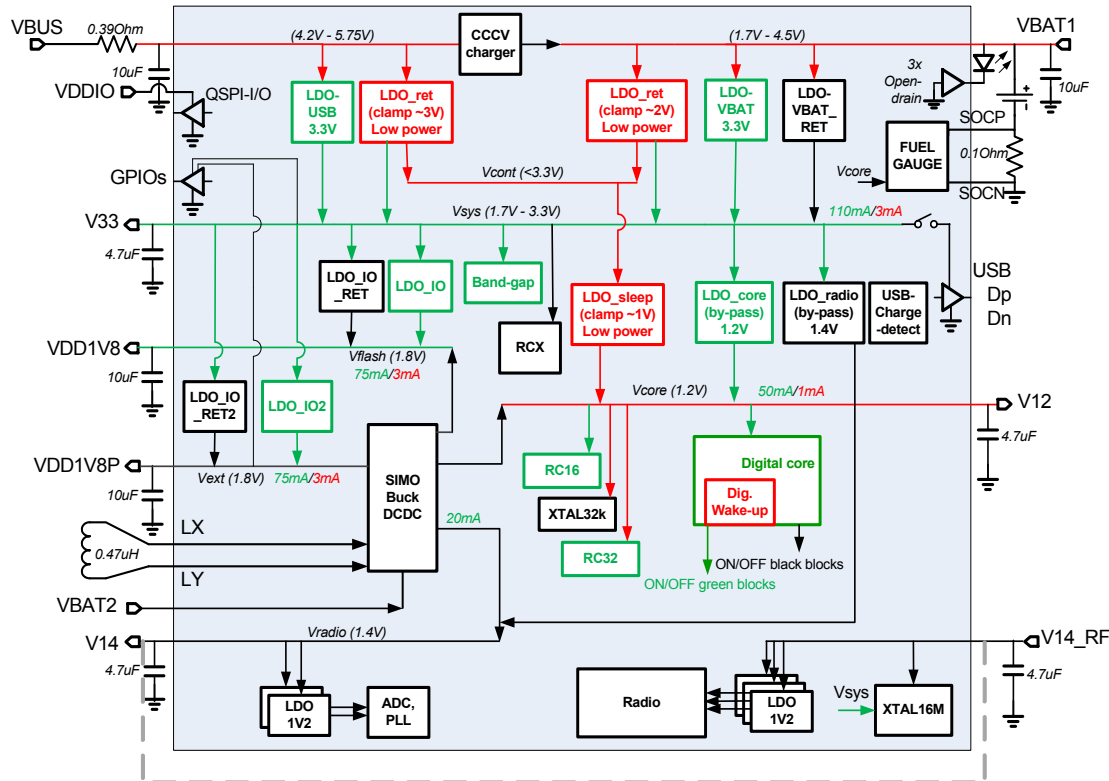 VBUS
0.39Ohm
(4.2V - 5.75V)
CCCV
charger
(1.7V - 4.5V)
VBAT1
10uF
VDDIO
QSPI-I/O
LDO-
USB
3.3V
LDO_ret
(clamp ~3V)
Low power
LDO_ret
(clamp ~2V)
Low power
LDO-
VBAT
3.3V
LDO-
VBAT_
RET
3x
Open-
drain
+
-
10uF
SOCP
FUEL
GAUGE
0.1Ohm
SOCN
Vcore
GPIOs
Vcont (<3.3V)
V33
Vsys (1.7V - 3.3V)
110mA/3mA
4.7uF
LDO_IO
_RET
LDO_IO
Band-gap
LDO_sleep
(clamp ~1V)
Low power
LDO_core
(by-pass)
1.2V
LDO_radio
(by-pass)
1.4V
USB-
Charge
-detect
USB
Dp
Dn
RCX
VDD1V8
Vflash (1.8V)
75mA/3mA
10uF
LDO_IO
_RET2
LDO_IO2
Vcore (1.2V)
50mA/1mA
V12
4.7uF
VDD1V8P
Vext (1.8V)
75mA/3mA
10uF
SIMO
Buck
DCDC
20mA
RC16
XTAL32k
RC32
Digital core
Dig.
Wake-up
ON/OFF black blocks
ON/OFF green blocks
LX
0.47uH
LY
VBAT2
V14
Vradio (1.4V)
V14_RF
4.7uF
4.7uF
LDO
1V2
ADC,
PLL
Radio
LDO
1V2
Vsys
XTAL16M